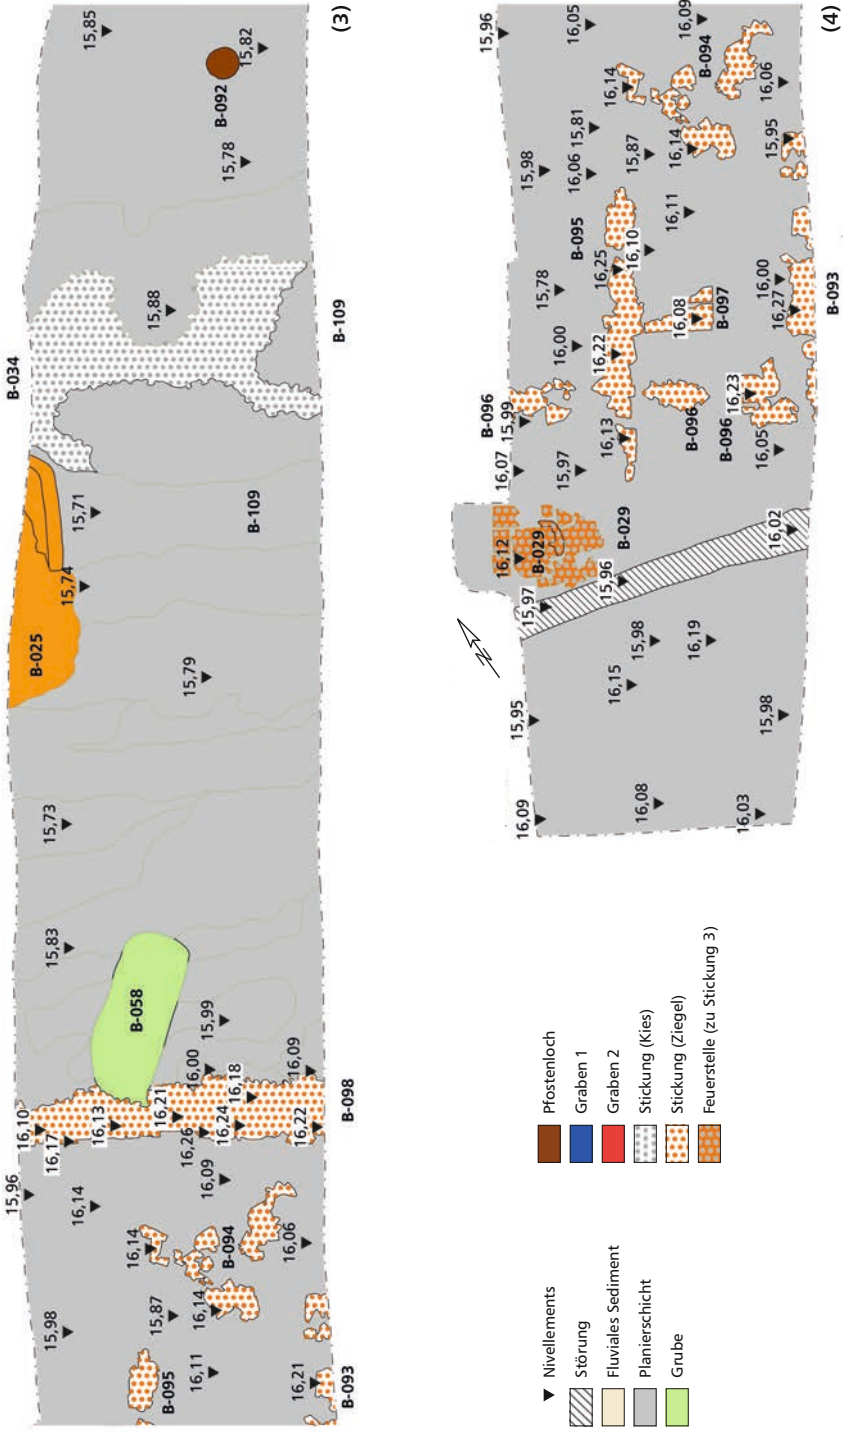 (3)
B-034
15,96
16,10
16,17
15,98
15,83
15,73
B-025
15,74
15,71
15,85
16,14
16,13
16,14
B-058
15,87
16,21
15,88
B-095
16,11
16,14
16,26
16,00
15,79
16,09
16,24
15,99
B-094
16,18
B-109
15,78
B-092
15,82
16,21
16,06
16,22
16,09
B-093
B-098
B-109
(4)
16,09
15,95
16,07
B-096
15,99
15,96
16,12
15,97
B-029
15,98
15,97
16,00
15,78
16,06
15,81
16,05
B-095
16,15
15,96
B-029
16,13
16,22
16,25
16,14
16,08
15,98
16,10
15,87
16,19
B-096
16,08
16,11
16,14
16,09
B-096
B-097
B-094
16,23
16,03
15,98
16,02
16,05
16,27
16,00
15,95
16,06
B-093
N
Nivellements
Störung
Fluviales Sediment
Planierschicht
Grube
Pfostenloch
Graben 1
Graben 2
Stickung (Kies)
Stickung (Ziegel)
Feuerstelle (zu Stickung 3)